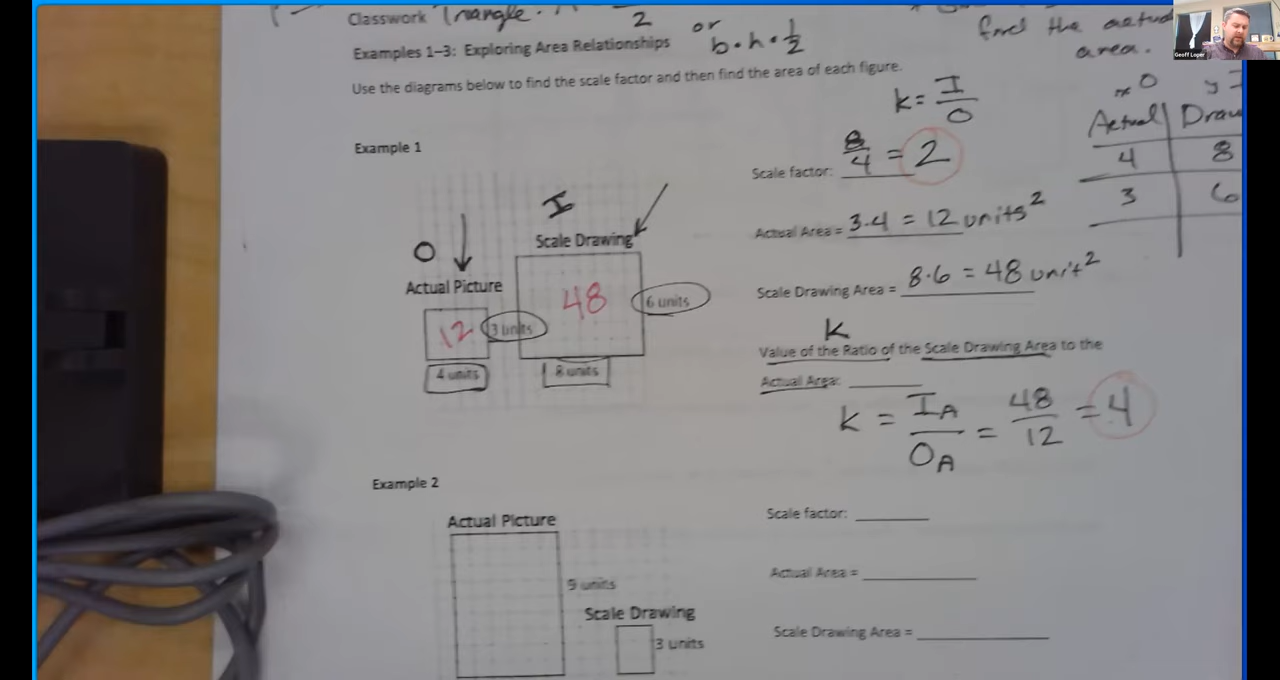 Classwork Triangle.
2
or
b·h·1/2
find the actual
area.
Geoff Loper
Examples 1–3: Exploring Area Relationships
Use the diagrams below to find the scale factor and then find the area of each figure.
k = I/O
O
Actual
4 8
3 6
Example 1
Scale factor: 8/4 = 2
Actual Area = 3·4 = 12 units²
Scale Drawing Area = 8·6 = 48 unit²
I
Scale Drawing
O
Actual Picture
48
6 units
12
3 units
4 units
8 units
K
Value of the Ratio of the Scale Drawing Area to the
Actual Area:
k = I_A/O_A = 48/12 = 4
Example 2
Actual Picture
9 units
Scale Drawing
3 units
Scale factor:
Actual Area =
Scale Drawing Area =